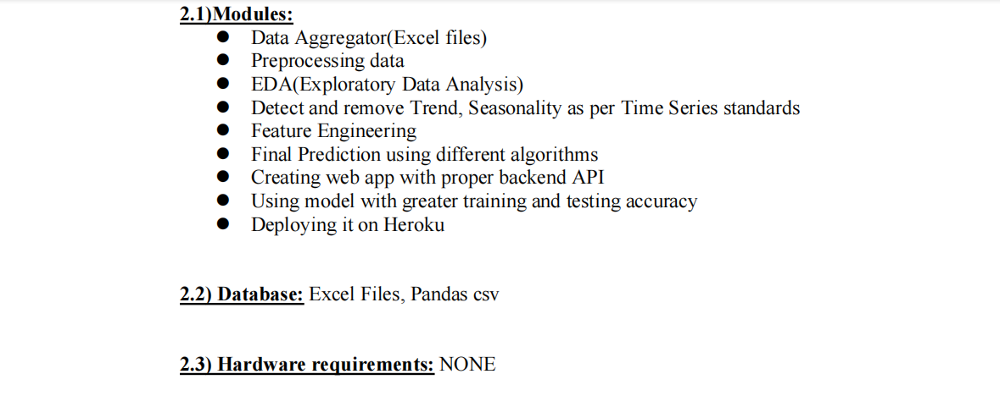 2.1)Modules:
● Data Aggregator(Excel files)
● Preprocessing data
● EDA(Exploratory Data Analysis)
● Detect and remove Trend, Seasonality as per Time Series standards
● Feature Engineering
● Final Prediction using different algorithms
● Creating web app with proper backend API
● Using model with greater training and testing accuracy
● Deploying it on Heroku
2.2) Database: Excel Files, Pandas csv
2.3) Hardware requirements: NONE